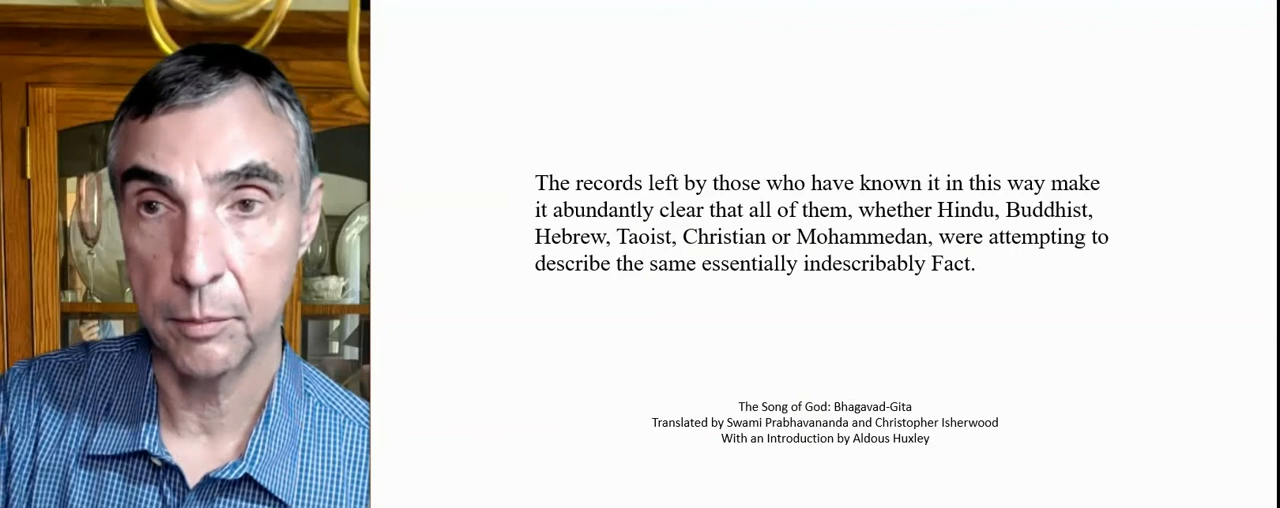 The records left by those who have known it in this way make
it abundantly clear that all of them, whether Hindu, Buddhist,
Hebrew, Taoist, Christian or Mohammedan, were attempting to
describe the same essentially indescribably Fact.
The Song of God: Bhagavad-Gita
Translated by Swami Prabhavananda and Christopher Isherwood
With an Introduction by Aldous Huxley